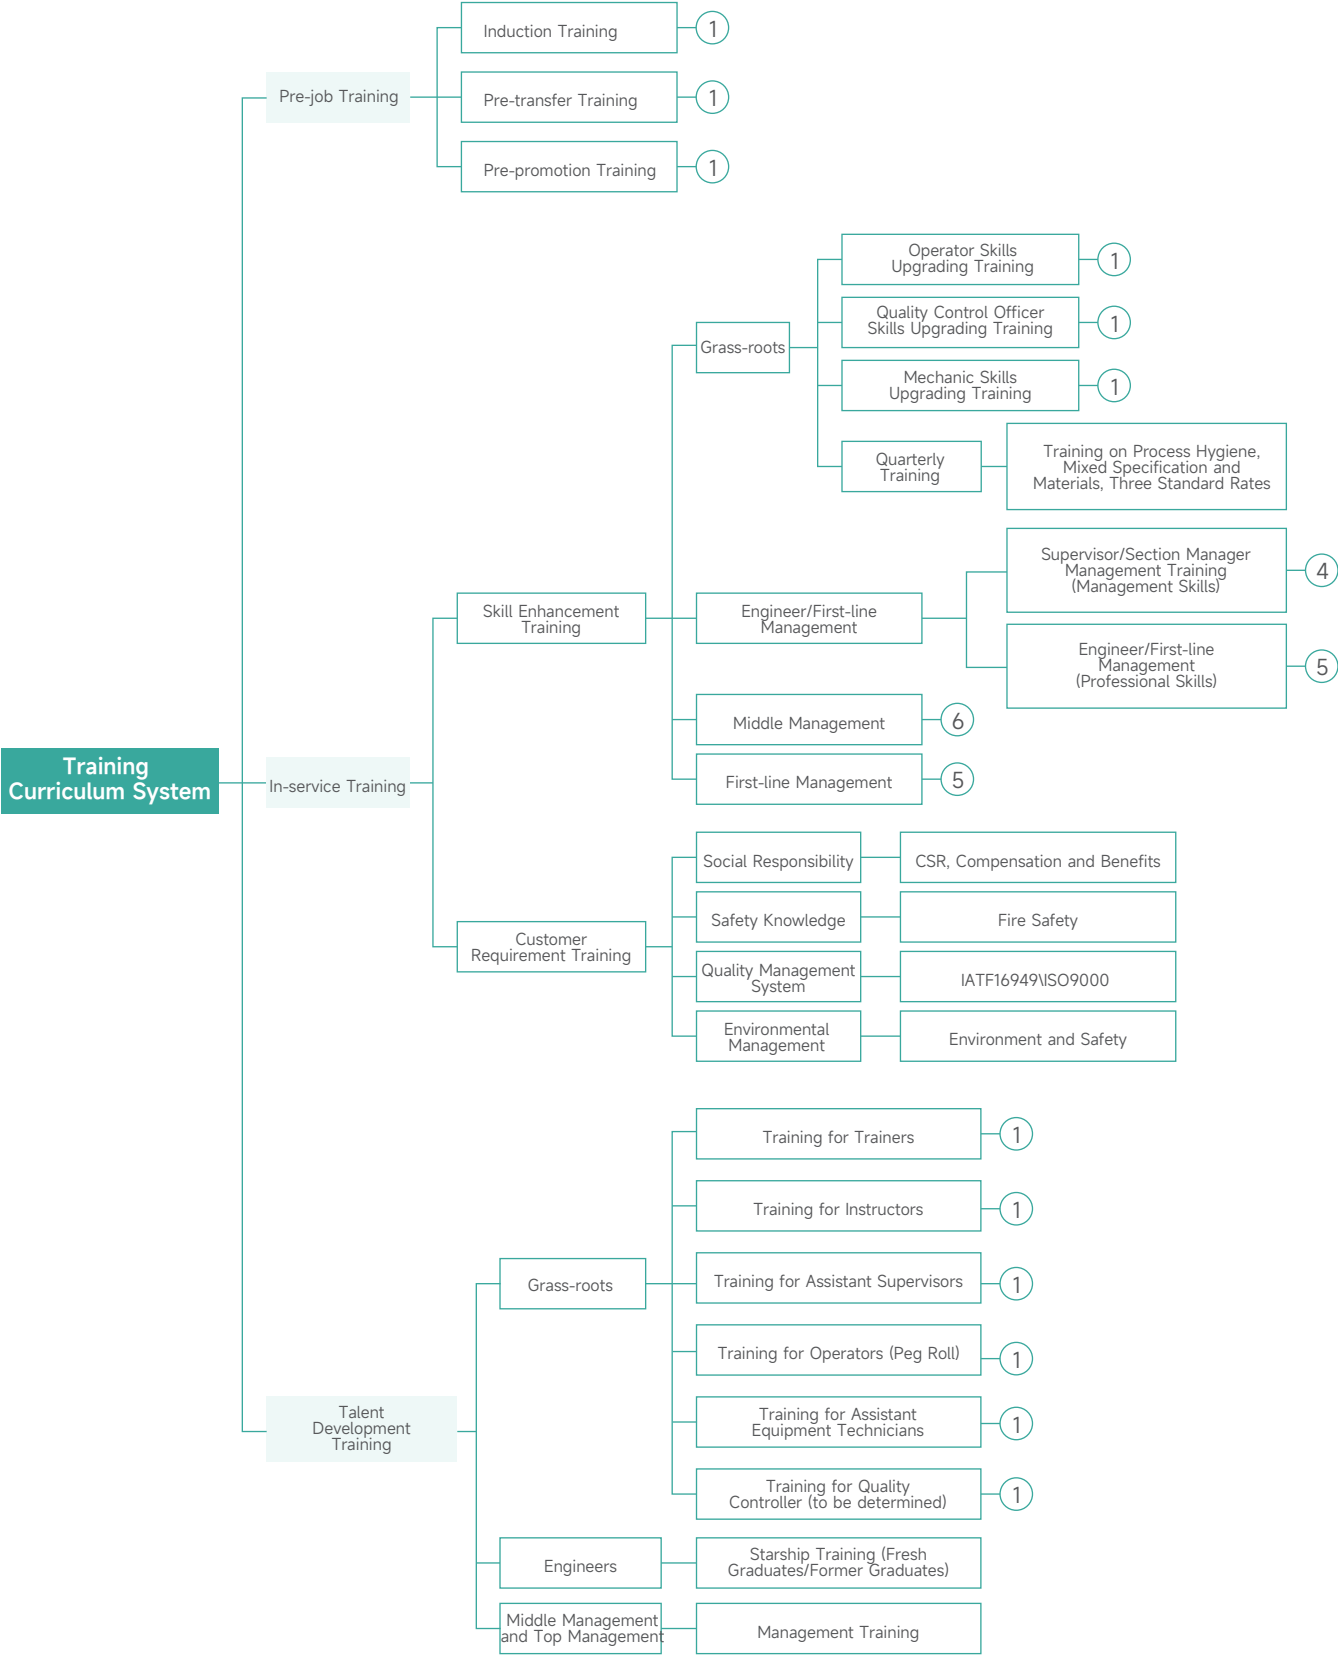 Induction Training
1
Pre-job Training
Pre-transfer Training
1
Pre-promotion Training
1
Operator Skills
Upgrading Training
1
Quality Control Officer
Skills Upgrading Training
1
Grass-roots
Mechanic Skills
Upgrading Training
1
Quarterly
Training
Training on Process Hygiene,
Mixed Specification and
Materials, Three Standard Rates
Supervisor/Section Manager
Management Training
(Management Skills)
4
Skill Enhancement
Training
Engineer/First-line
Management
Engineer/First-line
Management
(Professional Skills)
5
Middle Management
6
First-line Management
5
Training
Curriculum System
In-service Training
Social Responsibility
CSR, Compensation and Benefits
Safety Knowledge
Fire Safety
Customer
Requirement Training
Quality Management
System
IATF16949\ISO9000
Environmental
Management
Environment and Safety
Training for Trainers
1
Training for Instructors
1
Grass-roots
Training for Assistant Supervisors
1
Training for Operators (Peg Roll)
1
Talent
Development
Training
Training for Assistant
Equipment Technicians
1
Training for Quality
Controller (to be determined)
1
Engineers
Starship Training (Fresh
Graduates/Former Graduates)
Middle Management
and Top Management
Management Training